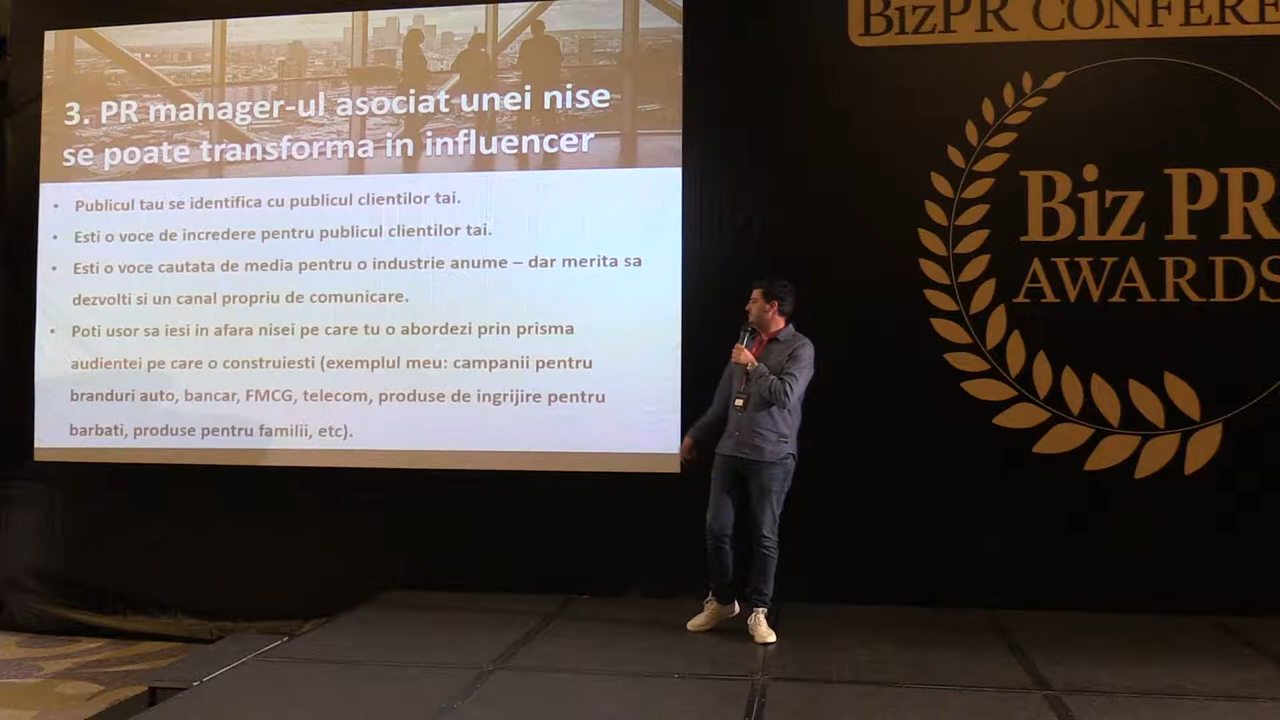 3. PR manager-ul asociat unei nise
se poate transforma in influencer
• Publicul tau se identifica cu publicul clientilor tai.
• Esti o voce de incredere pentru publicul clientilor tai.
• Esti o voce cautata de media pentru o industrie anume – dar merita sa
dezvolti si un canal propriu de comunicare.
• Poti usor sa iesi in afara nisei pe care tu o abordezi prin prisma
audientei pe care o construiesti (exemplul meu: campanii pentru
branduri auto, bancar, FMCG, telecom, produse de ingrijire pentru
barbati, produse pentru familii, etc).
BizPR CONFERE
Biz PR
AWARDS